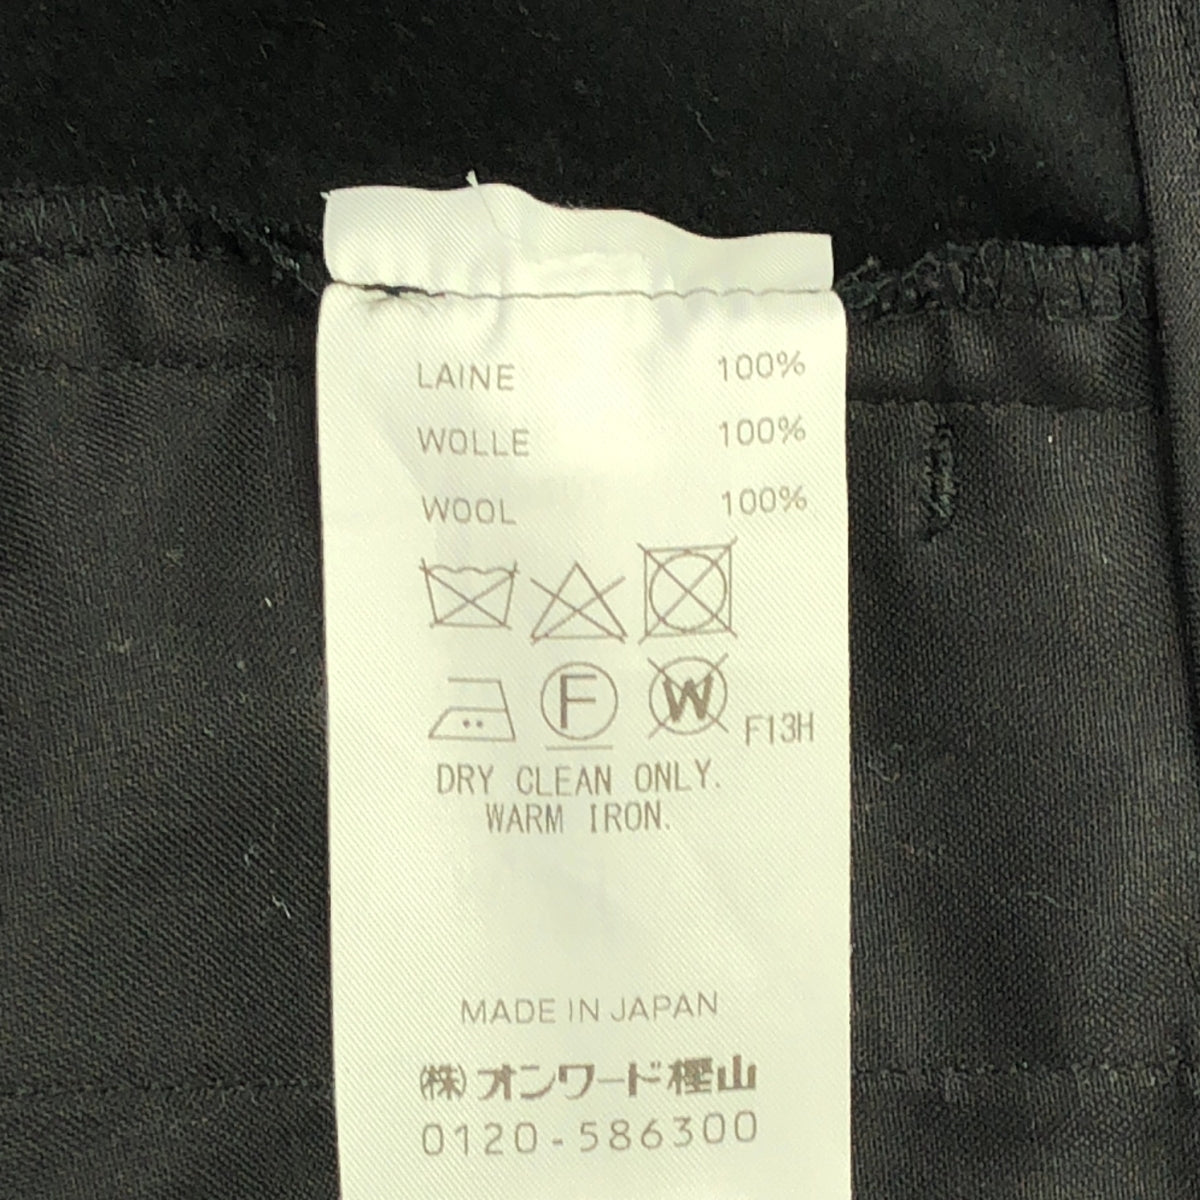 LAINE 100%
WOLLE 100%
WOOL 100%
F W F13H
DRY CLEAN ONLY.
WARM IRON.
MADE IN JAPAN
(株)オンワード樫山
0120-586300